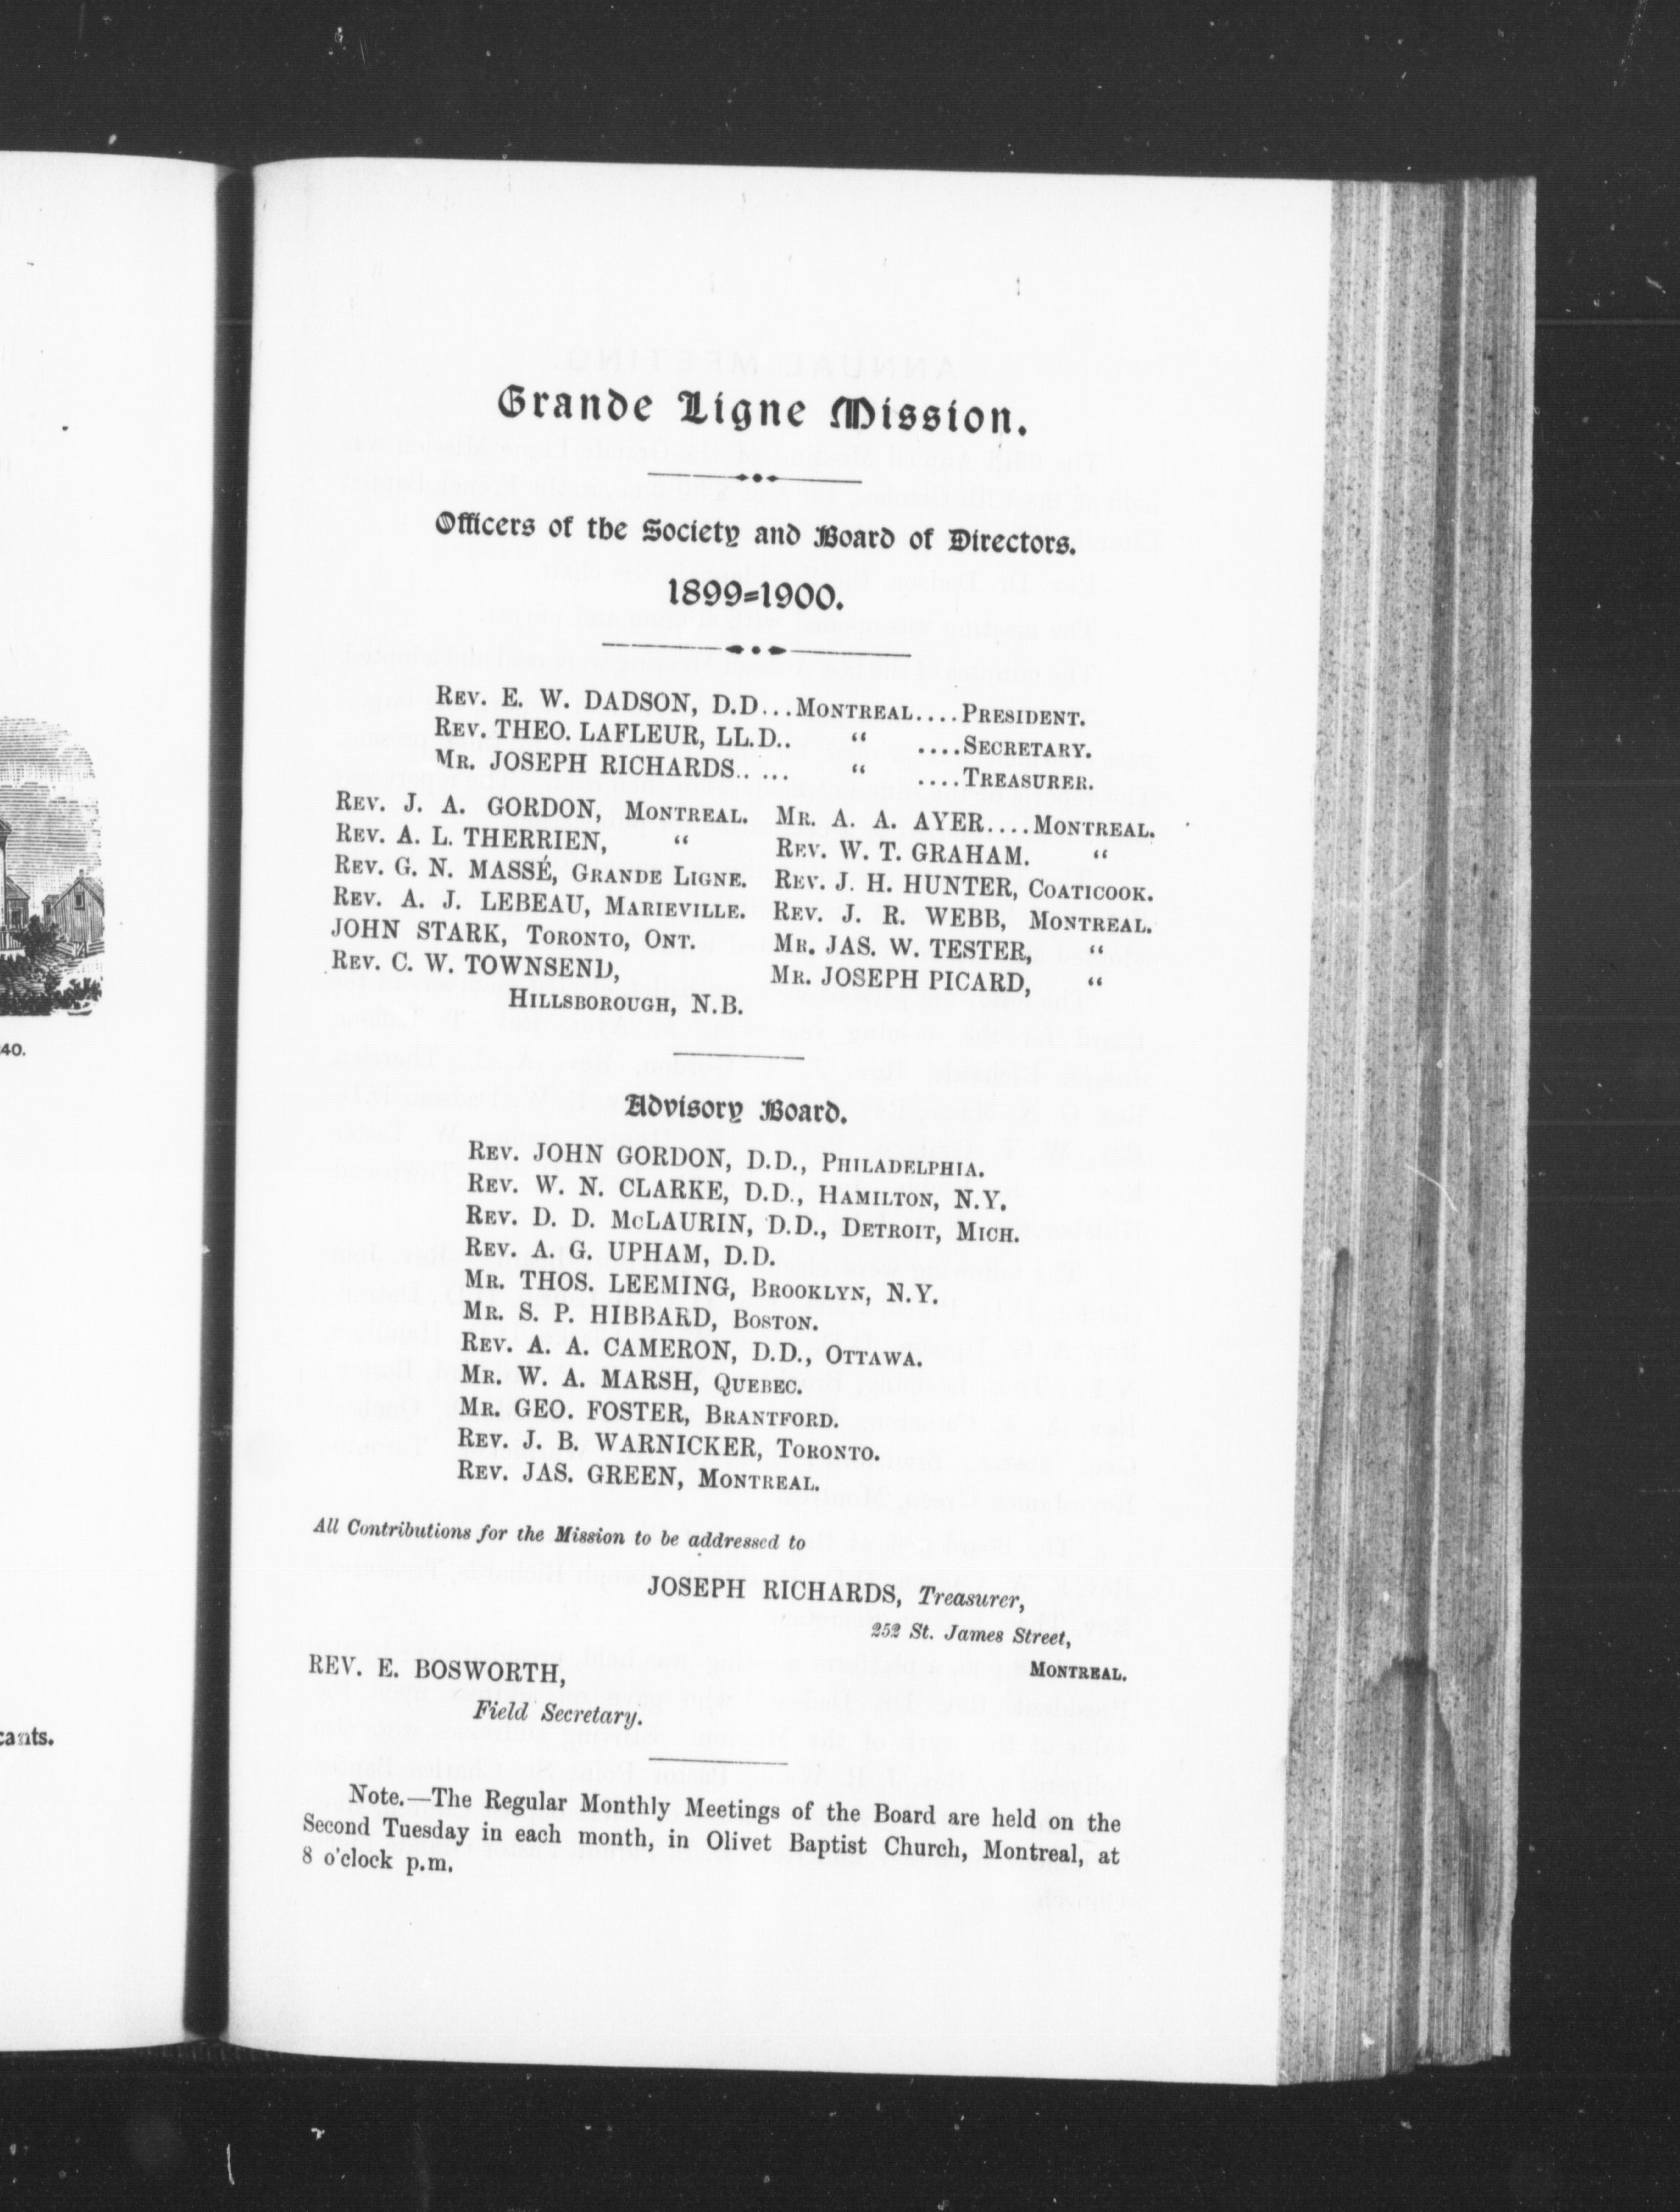 40.
cants.
Grande Ligne Mission.
Officers of the Society and Board of Directors.
1899-1900.
REV. E. W. DADSON, D.D...MONTREAL....PRESIDENT.
REV. THEO. LAFLEUR, LL.D.. “ ....SECRETARY.
MR. JOSEPH RICHARDS.. ... “ ....TREASURER.
REV. J. A. GORDON, MONTREAL. MR. A. A. AYER....MONTREAL.
REV. A. L. THERRIEN, “ REV. W. T. GRAHAM. “
REV. G. N. MASSÉ, GRANDE LIGNE. REV. J. H. HUNTER, COATICOOK.
REV. A. J. LEBEAU, MARIEVILLE. REV. J. R. WEBB, MONTREAL.
JOHN STARK, TORONTO, ONT. MR. JAS. W. TESTER, “
REV. C. W. TOWNSEND, MR. JOSEPH PICARD, “
HILLSBOROUGH, N.B.
Advisory Board.
REV. JOHN GORDON, D.D., PHILADELPHIA.
REV. W. N. CLARKE, D.D., HAMILTON, N.Y.
REV. D. D. McLAURIN, D.D., DETROIT, MICH.
REV. A. G. UPHAM, D.D.
MR. THOS. LEEMING, BROOKLYN, N.Y.
MR. S. P. HIBBARD, BOSTON.
REV. A. A. CAMERON, D.D., OTTAWA.
MR. W. A. MARSH, QUEBEC.
MR. GEO. FOSTER, BRANTFORD.
REV. J. B. WARNICKER, TORONTO.
REV. JAS. GREEN, MONTREAL.
All Contributions for the Mission to be addressed to
JOSEPH RICHARDS, Treasurer,
252 St. James Street,
MONTREAL.
REV. E. BOSWORTH,
Field Secretary.
Note.—The Regular Monthly Meetings of the Board are held on the
Second Tuesday in each month, in Olivet Baptist Church, Montreal, at
8 o'clock p.m.